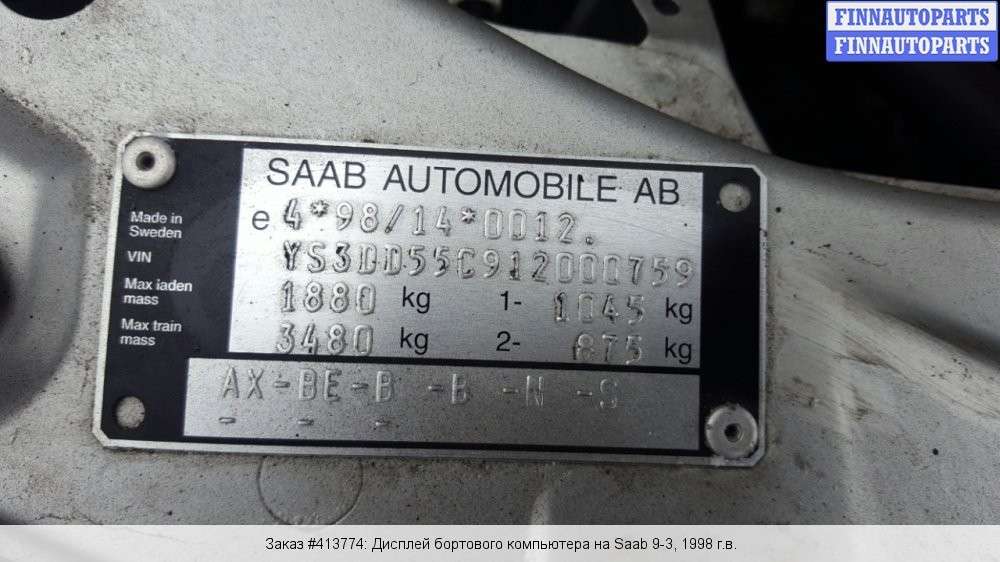 FINNAUTOPARTS
FINNAUTOPARTS
SAAB AUTOMOBILE AB
e 4*98/14*0012.
Made in
Sweden
VIN YS3DD55C912000759
Max laden
mass 1880 kg 1- 1045 kg
Max train
mass 3480 kg 2- 875 kg
AX-BE-B -B -N -S
- - -
Заказ #413774: Дисплей бортового компьютера на Saab 9-3, 1998 г.в.